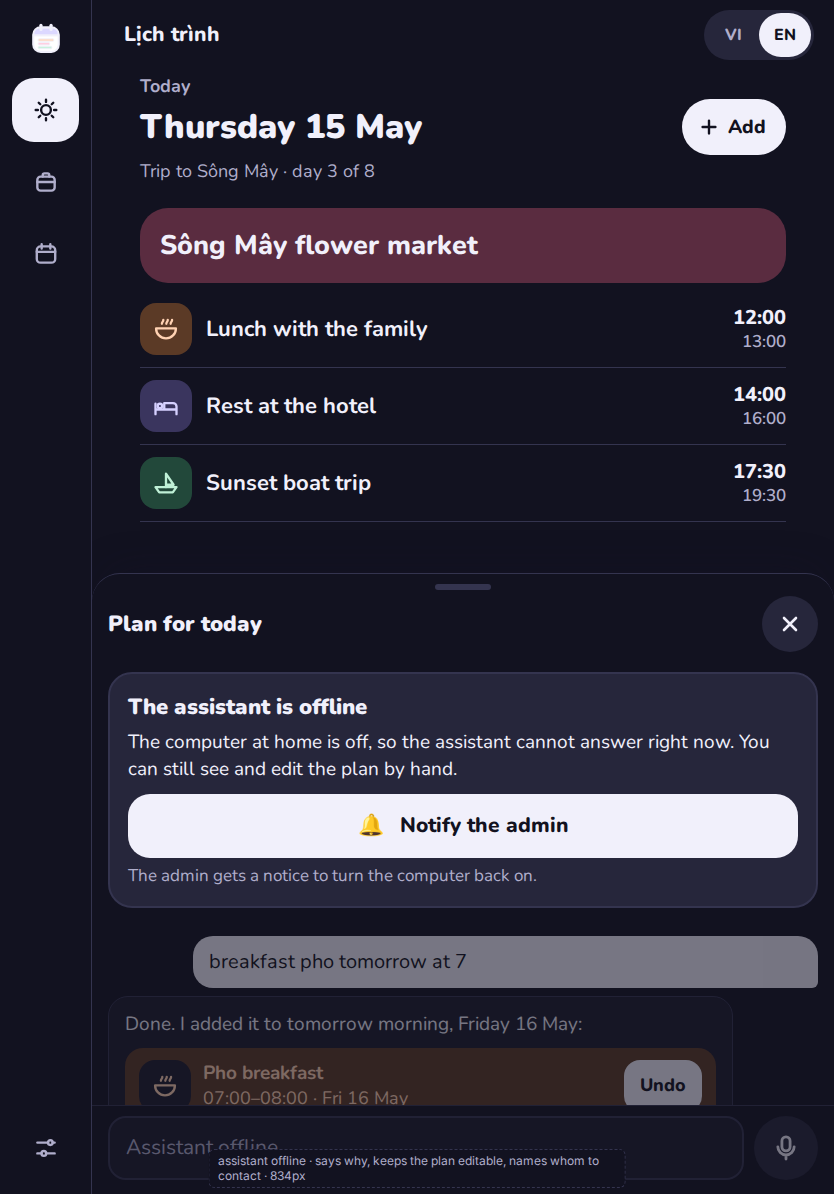 Lịch trình
VI EN
Today
Thursday 15 May
+ Add
Trip to Sông Mây · day 3 of 8
Sông Mây flower market
Lunch with the family
12:00
13:00
Rest at the hotel
14:00
16:00
Sunset boat trip
17:30
19:30
Plan for today
The assistant is offline
The computer at home is off, so the assistant cannot answer right now. You
can still see and edit the plan by hand.
Notify the admin
The admin gets a notice to turn the computer back on.
breakfast pho tomorrow at 7
Done. I added it to tomorrow morning, Friday 16 May:
Pho breakfast
07:00–08:00 · Fri 16 May
Undo
Assistant offline
assistant offline · says why, keeps the plan editable, names whom to
contact · 834px